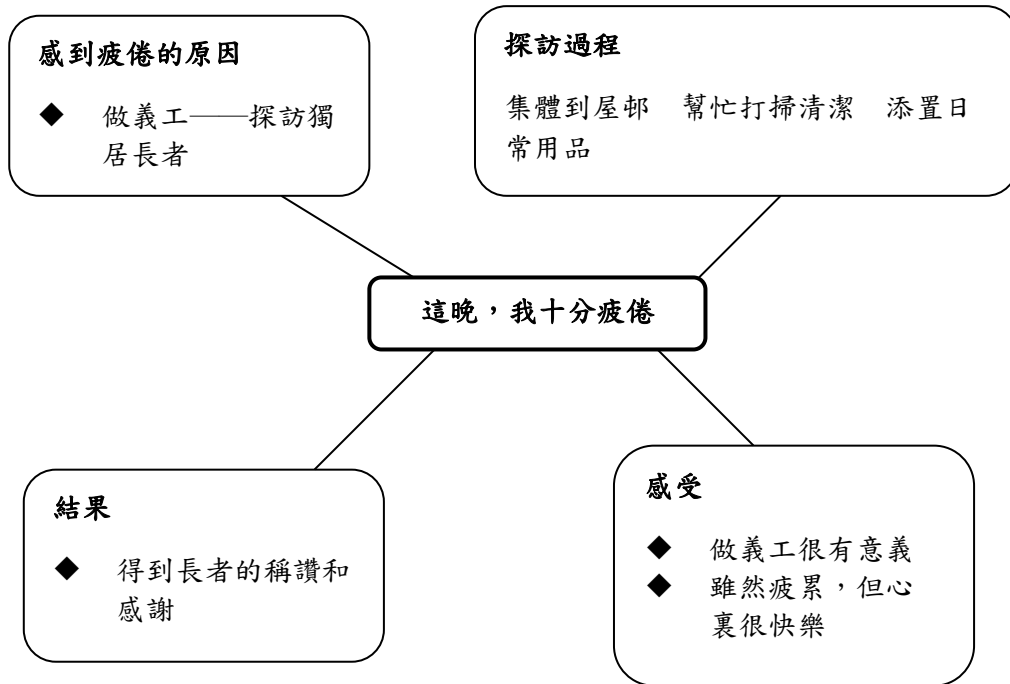 感到疲倦的原因
◆ 做義工——探訪獨
居長者
探訪過程
集體到屋邨 幫忙打掃清潔 添置日
常用品
這晚，我十分疲倦
結果
◆ 得到長者的稱讚和
感謝
感受
◆ 做義工很有意義
◆ 雖然疲累，但心
裏很快樂